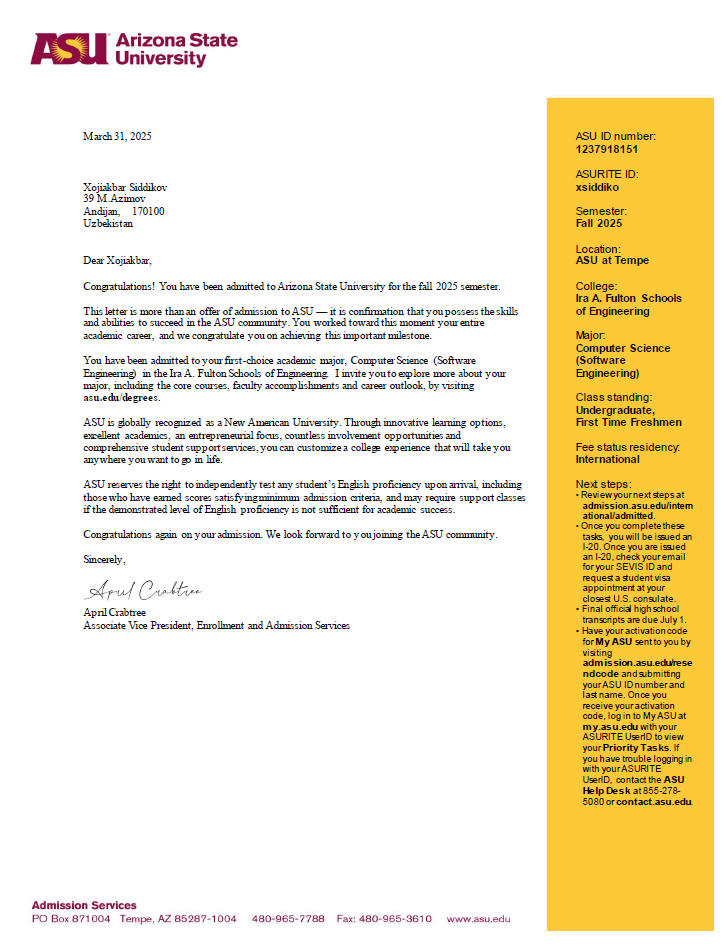 ASU Arizona State
University
March 31, 2025
Xojiakbar Siddikov
39 M.Azimov
Andijan, 170100
Uzbekistan
Dear Xojiakbar,
Congratulations! You have been admitted to Arizona State University for the fall 2025 semester.
This letter is more than an offer of admission to ASU — it is confirmation that you possess the skills
and abilities to succeed in the ASU community. You worked toward this moment your entire
academic career, and we congratulate you on achieving this important milestone.
You have been admitted to your first-choice academic major, Computer Science (Software
Engineering) in the Ira A. Fulton Schools of Engineering. I invite you to explore more about your
major, including the core courses, faculty accomplishments and career outlook, by visiting
asu.edu/degrees.
ASU is globally recognized as a New American University. Through innovative learning options,
excellent academics, an entrepreneurial focus, countless involvement opportunities and
comprehensive student support services, you can customize a college experience that will take you
anywhere you want to go in life.
ASU reserves the right to independently test any student's English proficiency upon arrival, including
those who have earned scores satisfying minimum admission criteria, and may require support classes
if the demonstrated level of English proficiency is not sufficient for academic success.
Congratulations again on your admission. We look forward to you joining the ASU community.
Sincerely,
April Crabtree
April Crabtree
Associate Vice President, Enrollment and Admission Services
ASU ID number:
1237918151
ASURITE ID:
xsiddiko
Semester:
Fall 2025
Location:
ASU at Tempe
College:
Ira A. Fulton Schools
of Engineering
Major:
Computer Science
(Software
Engineering)
Class standing:
Undergraduate,
First Time Freshmen
Fee status residency:
International
Next steps:
• Review your next steps at
admission.asu.edu/intern
ational/admitted.
• Once you complete these
tasks, you will be issued an
I-20. Once you are issued
an I-20, check your email
for your SEVIS ID and
request a student visa
appointment at your
closest U.S. consulate.
• Final official high school
transcripts are due July 1.
• Have your activation code
for My ASU sent to you by
visiting
admission.asu.edu/rese
ndcode and submitting
your ASU ID number and
last name. Once you
receive your activation
code, log in to My ASU at
my.asu.edu with your
ASURITE UserID to view
your Priority Tasks. If
you have trouble logging in
with your ASURITE
UserID, contact the ASU
Help Desk at 855-278-
5080 or contact.asu.edu.
Admission Services
PO Box 871004 Tempe, AZ 85287-1004 480-965-7788 Fax: 480-965-3610 www.asu.edu